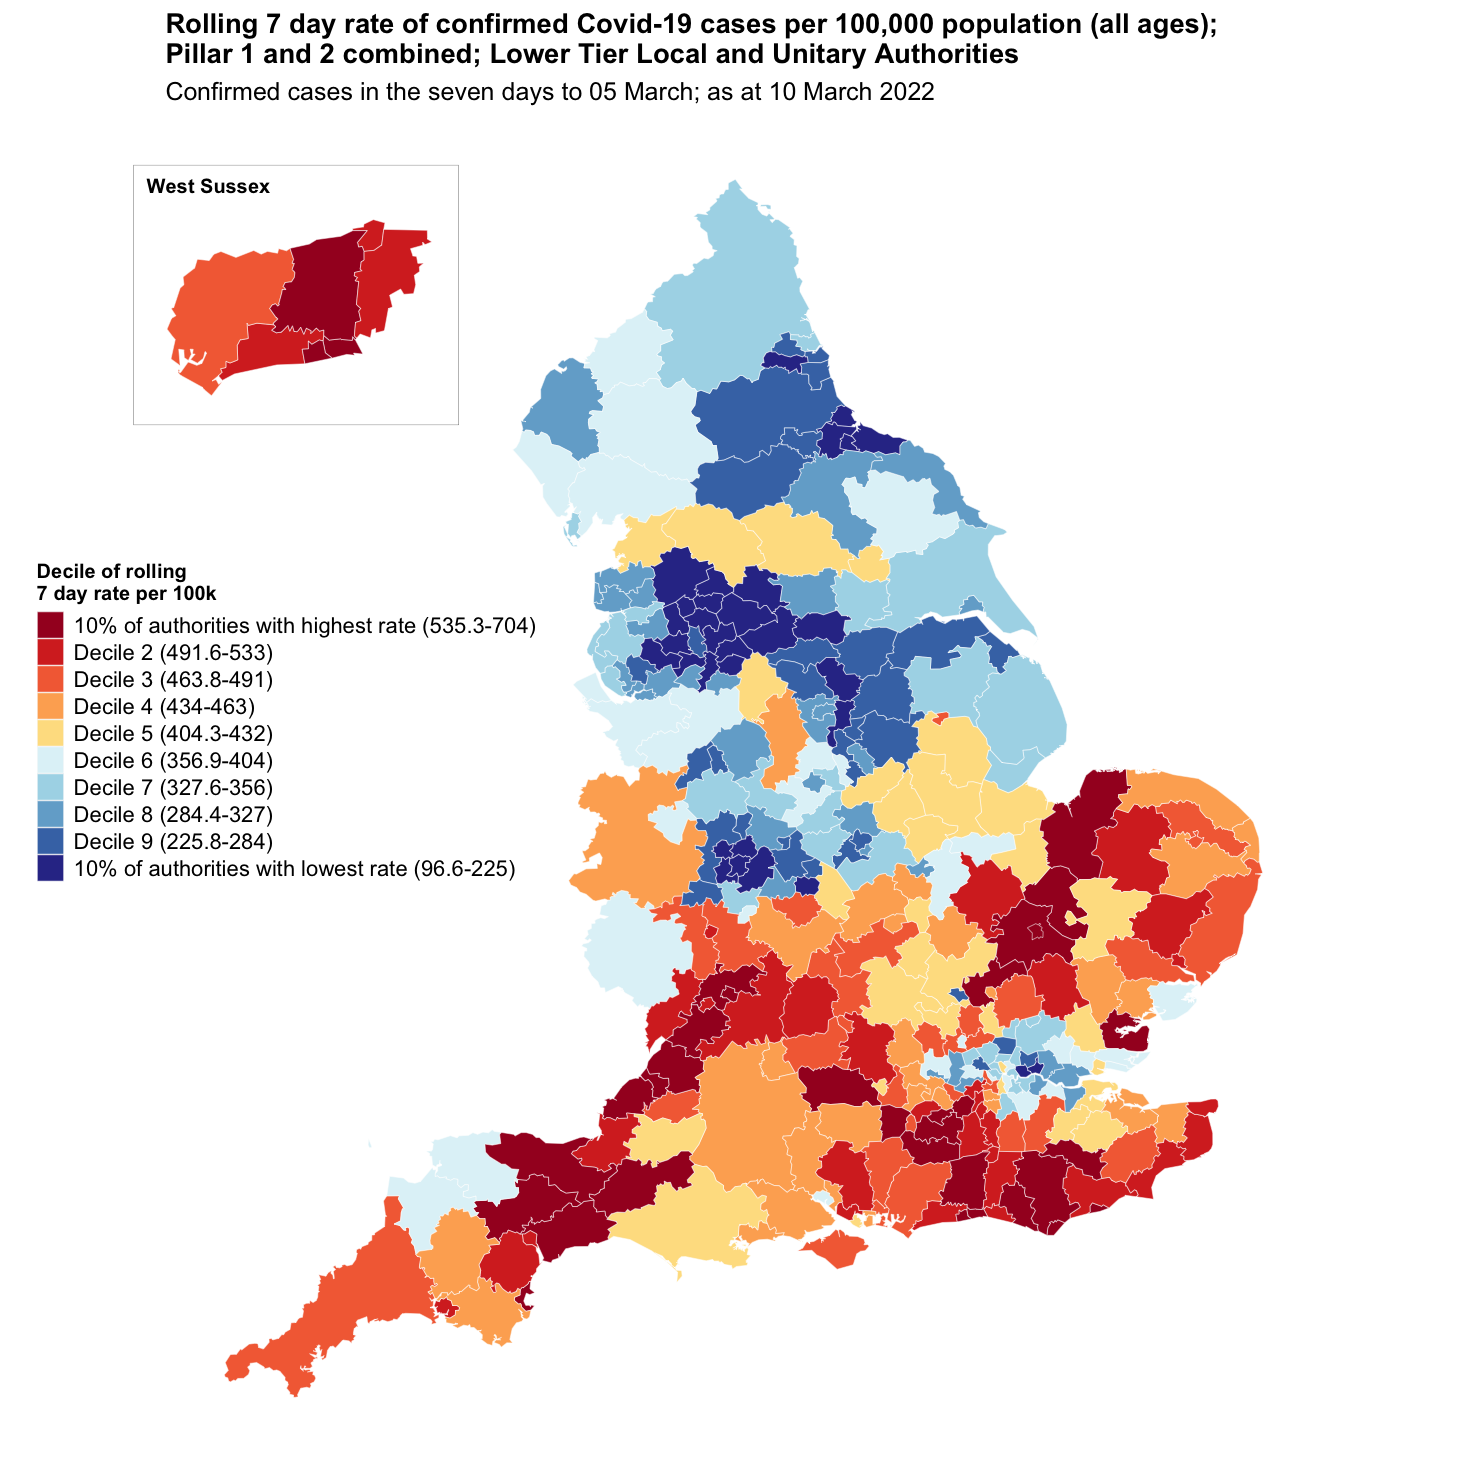 Rolling 7 day rate of confirmed Covid-19 cases per 100,000 population (all ages);
Pillar 1 and 2 combined; Lower Tier Local and Unitary Authorities
Confirmed cases in the seven days to 05 March; as at 10 March 2022
West Sussex
Decile of rolling
7 day rate per 100k
10% of authorities with highest rate (535.3-704)
Decile 2 (491.6-533)
Decile 3 (463.8-491)
Decile 4 (434-463)
Decile 5 (404.3-432)
Decile 6 (356.9-404)
Decile 7 (327.6-356)
Decile 8 (284.4-327)
Decile 9 (225.8-284)
10% of authorities with lowest rate (96.6-225)